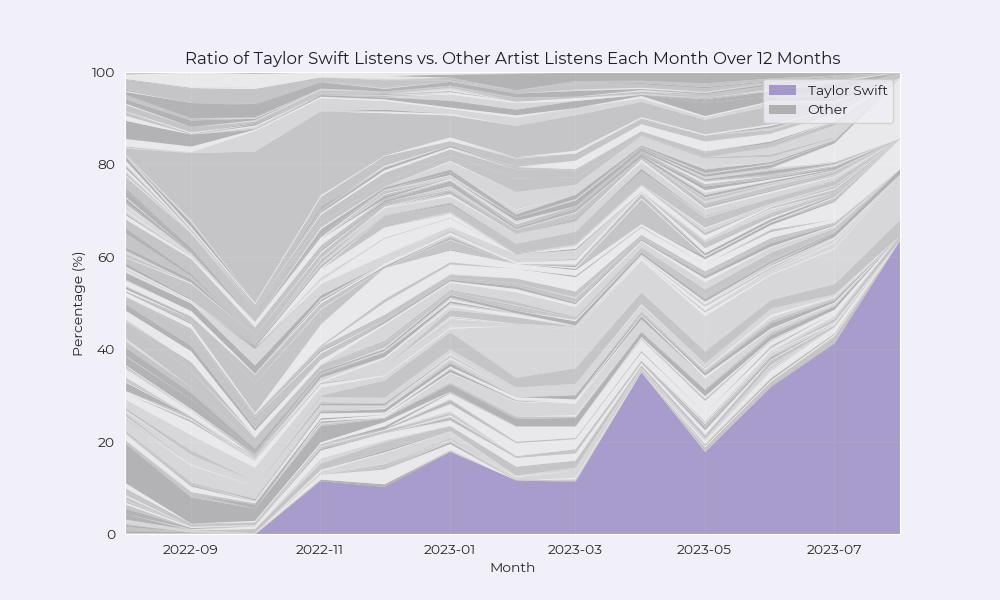 Ratio of Taylor Swift Listens vs. Other Artist Listens Each Month Over 12 Months
Taylor Swift
Other
Percentage (%)
100
80
60
40
20
0
2022-09 2022-11 2023-01 2023-03 2023-05 2023-07
Month